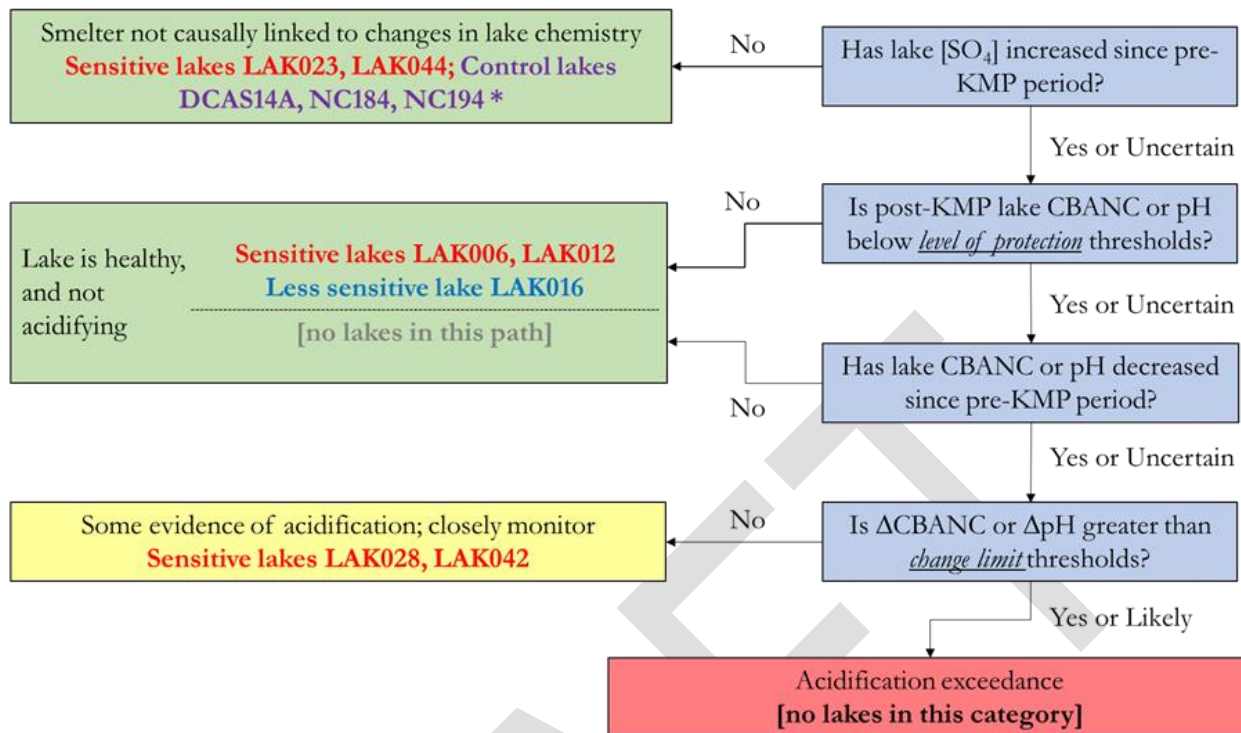 Smelter not causally linked to changes in lake chemistry
Sensitive lakes LAK023, LAK044; Control lakes
DCAS14A, NC184, NC194 *
No
Has lake [SO₄] increased since pre-
KMP period?
Yes or Uncertain
Lake is healthy,
and not
acidifying
Sensitive lakes LAK006, LAK012
Less sensitive lake LAK016
[no lakes in this path]
No
Is post-KMP lake CBANC or pH
below level of protection thresholds?
Yes or Uncertain
No
Has lake CBANC or pH decreased
since pre-KMP period?
Yes or Uncertain
Some evidence of acidification; closely monitor
Sensitive lakes LAK028, LAK042
No
Is ΔCBANC or ΔpH greater than
change limit thresholds?
Yes or Likely
Acidification exceedance
[no lakes in this category]